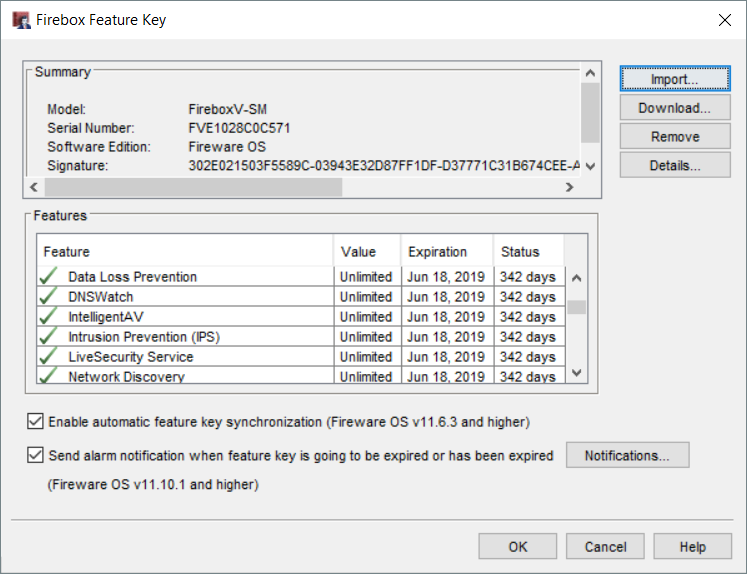 Firebox Feature Key
Summary
Import...
Model: FireboxV-SM
Download...
Serial Number: FVE1028C0C571
Remove
Software Edition: Fireware OS
Signature: 302E021503F5589C-03943E32D87FF1DF-D37771C31B674CEE-A
Details...
Features
Feature Value Expiration Status
Data Loss Prevention Unlimited Jun 18, 2019 342 days
DNSWatch Unlimited Jun 18, 2019 342 days
IntelligentAV Unlimited Jun 18, 2019 342 days
Intrusion Prevention (IPS) Unlimited Jun 18, 2019 342 days
LiveSecurity Service Unlimited Jun 18, 2019 342 days
Network Discovery Unlimited Jun 18, 2019 342 days
Enable automatic feature key synchronization (Fireware OS v11.6.3 and higher)
Send alarm notification when feature key is going to be expired or has been expired Notifications...
(Fireware OS v11.10.1 and higher)
OK Cancel Help